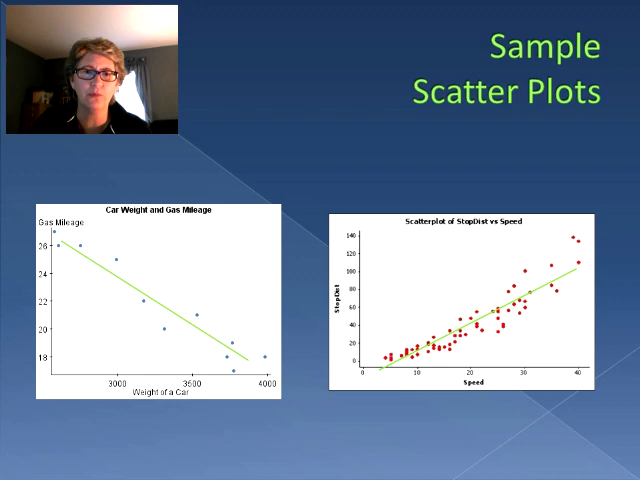 Sample
Scatter Plots
Car Weight and Gas Mileage
Gas Mileage
26
24
22
20
18
3000 3500 4000
Weight of a Car
Scatterplot of StopDist vs Speed
StopDist
140
120
100
80
60
40
20
0
0 10 20 30 40
Speed